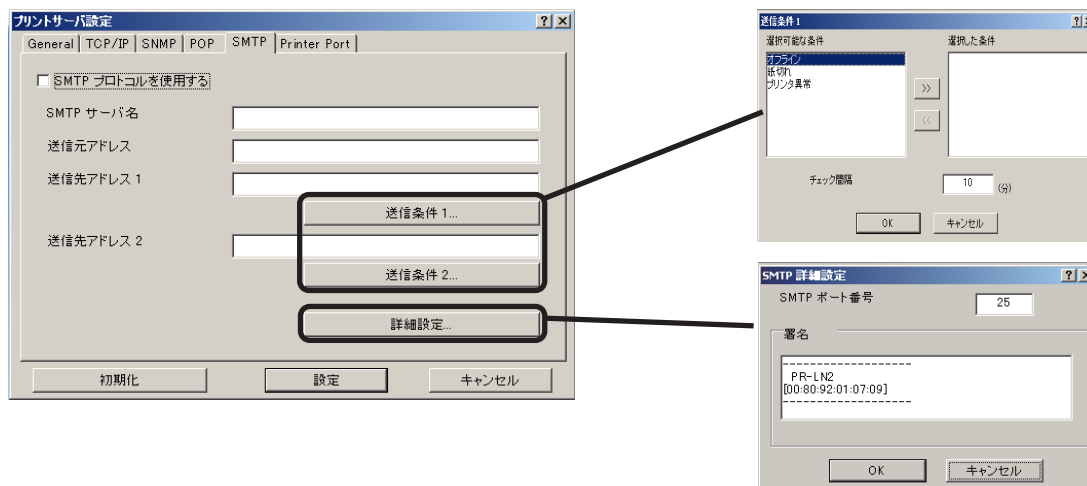 プリントサーバ設定
General TCP/IP SNMP POP SMTP Printer Port
SMTP プロトコルを使用する
SMTP サーバ名
送信元アドレス
送信先アドレス 1
送信条件 1...
送信先アドレス 2
送信条件 2...
詳細設定...
初期化 設定 キャンセル
送信条件 1
選択可能な条件 選択した条件
オフライン
紙切れ
プリンタ異常
>>
<<
チェック間隔 10 (分)
OK キャンセル
SMTP 詳細設定
SMTP ポート番号 25
署名
--------------------
PR-LN2
[00:80:92:01:07:09]
--------------------
OK キャンセル